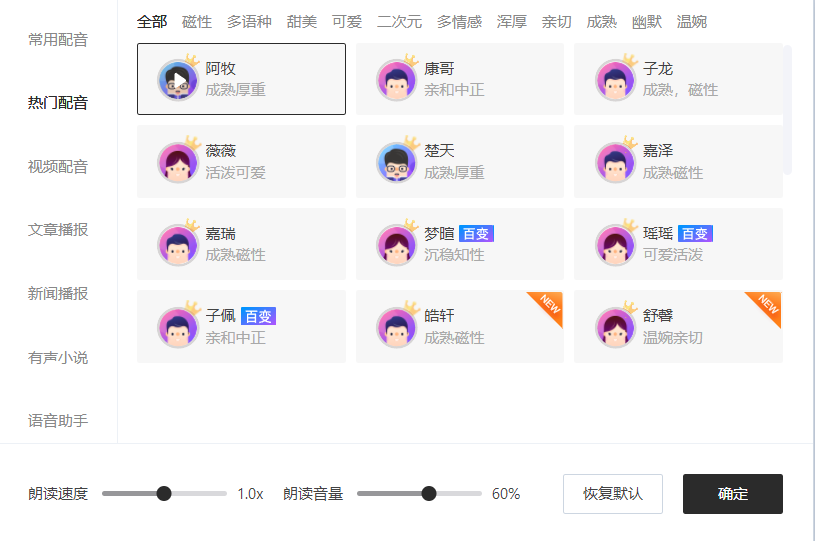 全部 磁性 多语种 甜美 可爱 二次元 多情感 浑厚 亲切 成熟 幽默 温婉
常用配音
热门配音
视频配音
文章播报
新闻播报
有声小说
语音助手
阿牧
成熟厚重
康哥
亲和中正
子龙
成熟，磁性
薇薇
活泼可爱
楚天
成熟厚重
嘉泽
成熟磁性
嘉瑞
成熟磁性
梦暄 百变
沉稳知性
瑶瑶 百变
可爱活泼
子佩 百变
亲和中正
皓轩
成熟磁性
NEW
舒馨
温婉亲切
NEW
朗读速度 1.0x 朗读音量 60% 恢复默认 确定